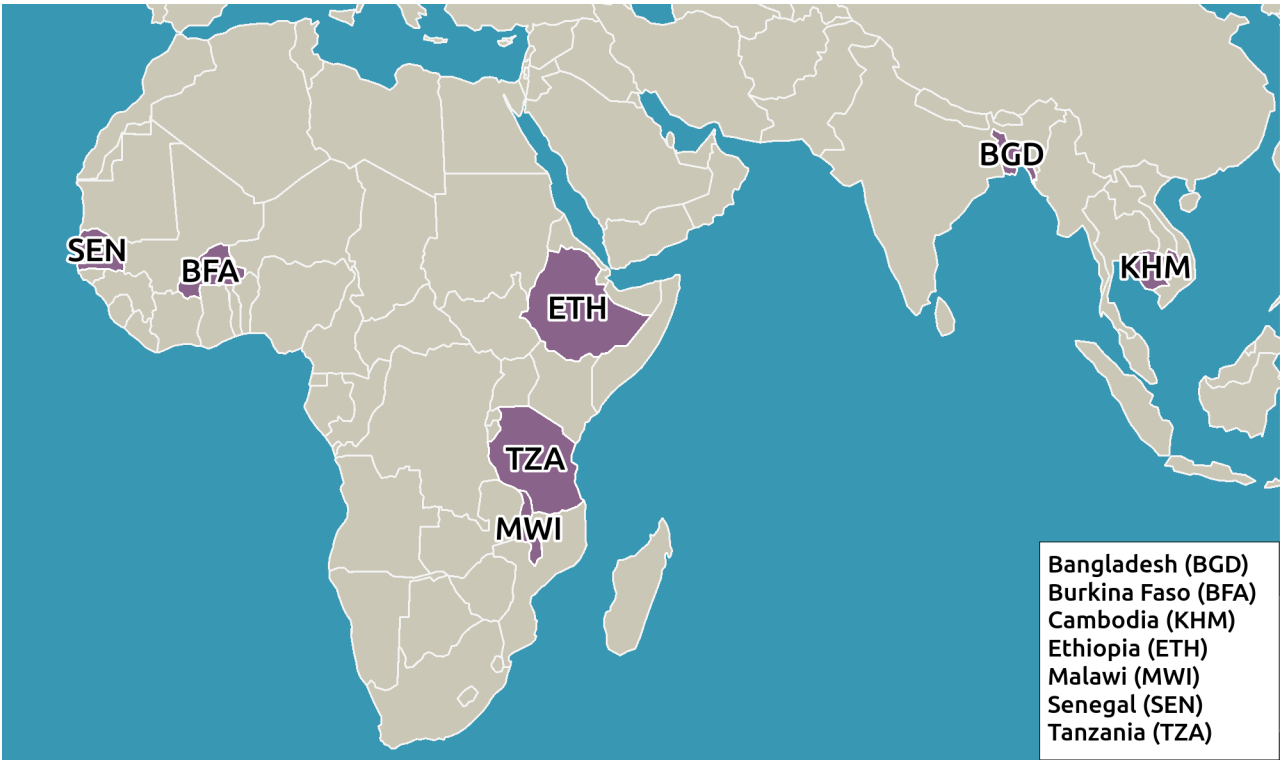 BGD
SEN
BFA
KHM
ETH
TZA
MWI
Bangladesh (BGD)
Burkina Faso (BFA)
Cambodia (KHM)
Ethiopia (ETH)
Malawi (MWI)
Senegal (SEN)
Tanzania (TZA)